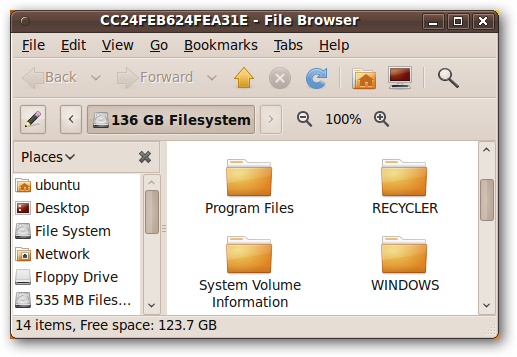 CC24FEB624FEA31E - File Browser
File Edit View Go Bookmarks Tabs Help
Back Forward
136 GB Filesystem 100%
Places
ubuntu
Desktop
File System
Network
Floppy Drive
535 MB Files...
Program Files RECYCLER
System Volume
Information
WINDOWS
14 items, Free space: 123.7 GB